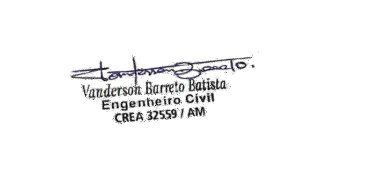 Vanderson Barreto Batista
Engenheiro Civil
CREA 32559 / AM